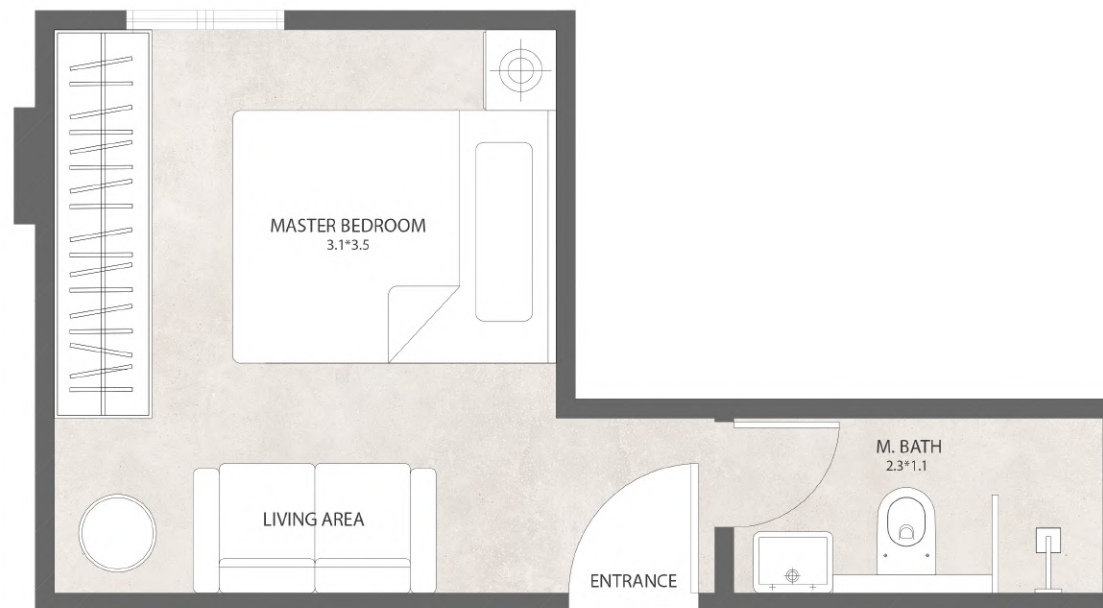 MASTER BEDROOM
3.1*3.5
M. BATH
2.3*1.1
LIVING AREA
ENTRANCE